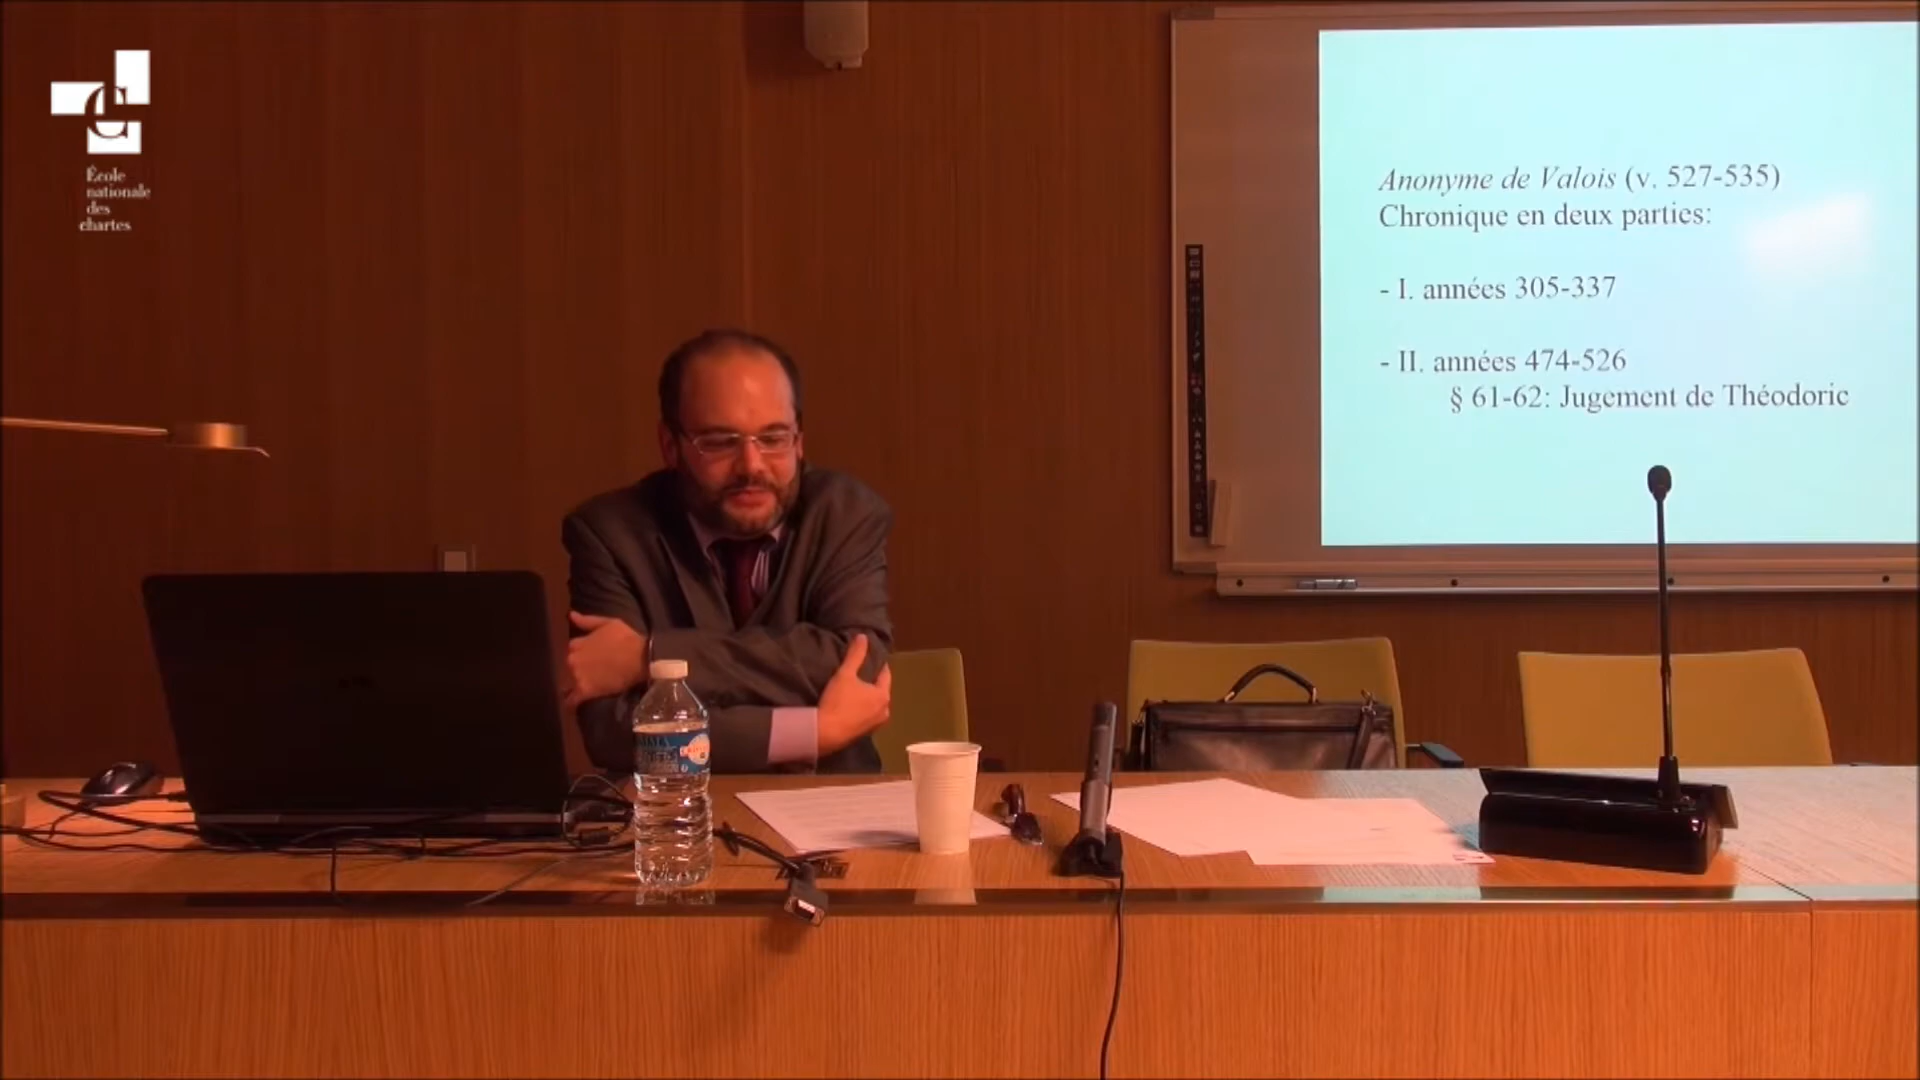 École
nationale
des
chartes
Anonyme de Valois (v. 527-535)
Chronique en deux parties:
- I. années 305-337
- II. années 474-526
§ 61-62: Jugement de Théodoric